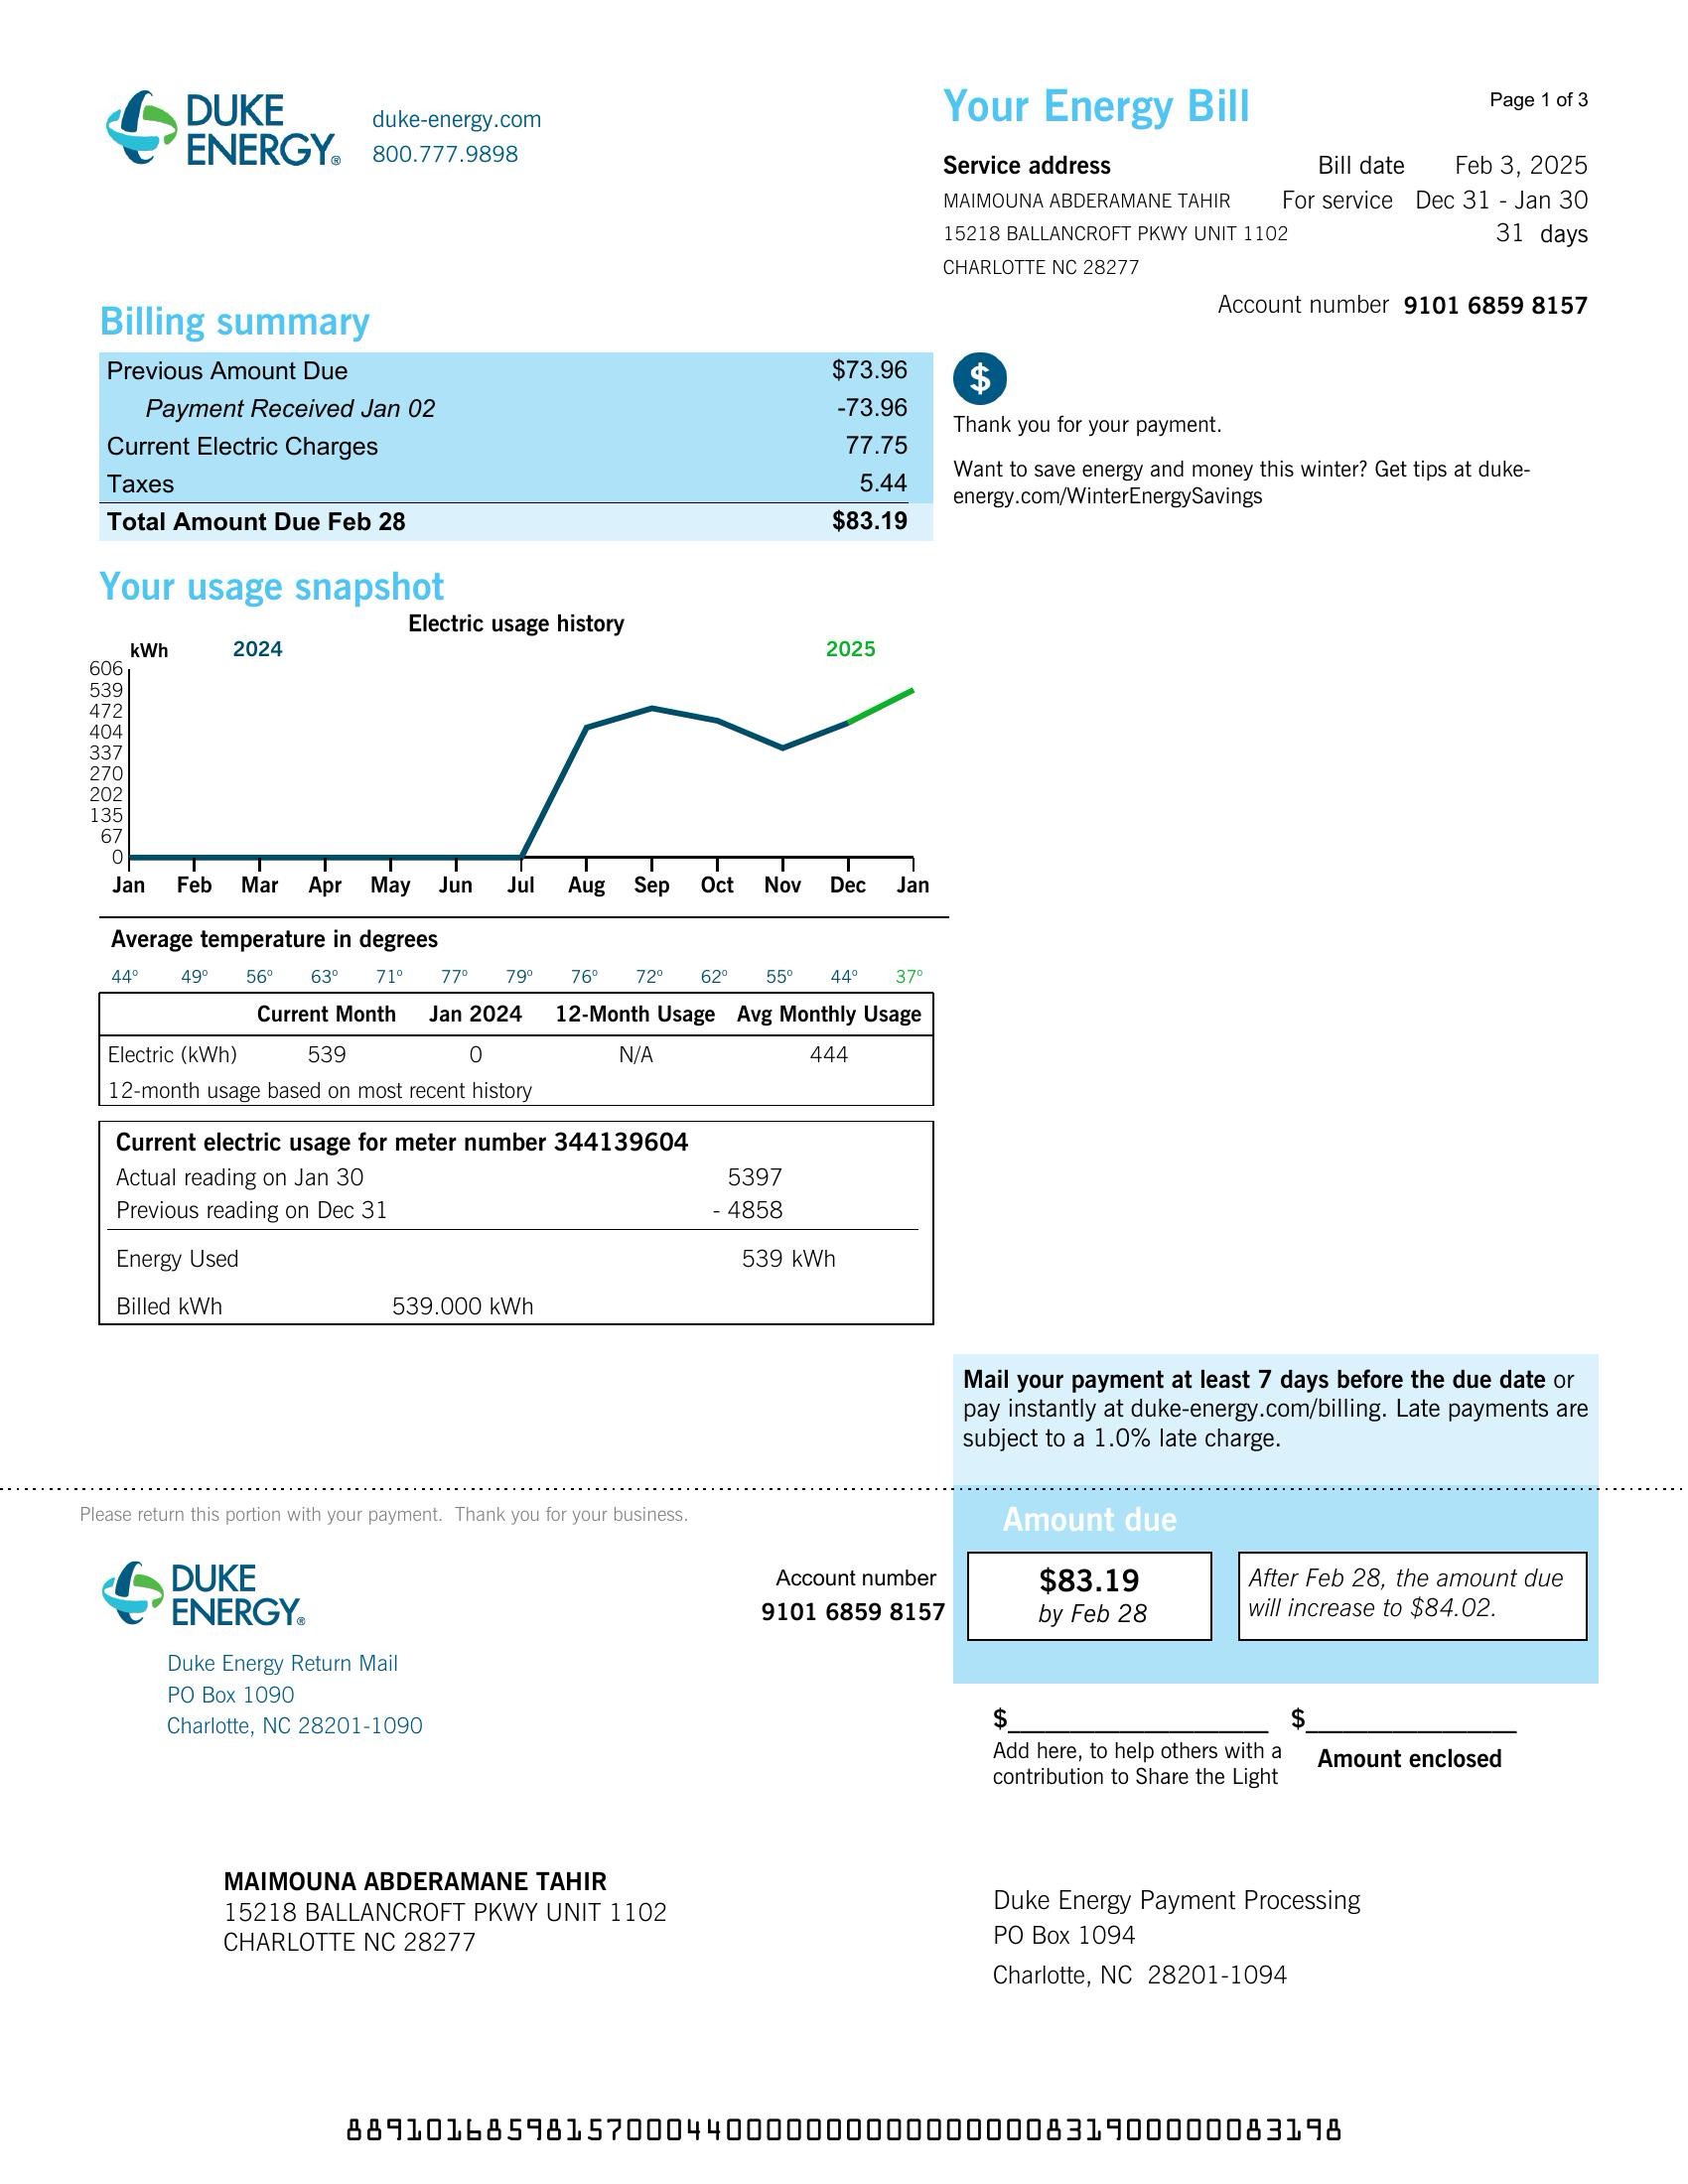 DUKE
ENERGY®
duke-energy.com
800.777.9898
Your Energy Bill
Page 1 of 3
Service address
Bill date Feb 3, 2025
MAIMOUNA ABDERAMANE TAHIR
For service Dec 31 - Jan 30
15218 BALLANCROFT PKWY UNIT 1102
31 days
CHARLOTTE NC 28277
Account number 9101 6859 8157
Billing summary
Previous Amount Due $73.96
Payment Received Jan 02 -73.96
Current Electric Charges 77.75
Taxes 5.44
Total Amount Due Feb 28 $83.19
$
Thank you for your payment.
Want to save energy and money this winter? Get tips at duke-
energy.com/WinterEnergySavings
Your usage snapshot
Electric usage history
kWh 2024 2025
606
539
472
404
337
270
202
135
67
0
Jan Feb Mar Apr May Jun Jul Aug Sep Oct Nov Dec Jan
Average temperature in degrees
44° 49° 56° 63° 71° 77° 79° 76° 72° 62° 55° 44° 37°
Current Month Jan 2024 12-Month Usage Avg Monthly Usage
Electric (kWh) 539 0 N/A 444
12-month usage based on most recent history
Current electric usage for meter number 344139604
Actual reading on Jan 30 5397
Previous reading on Dec 31 - 4858
Energy Used 539 kWh
Billed kWh 539.000 kWh
Mail your payment at least 7 days before the due date or
pay instantly at duke-energy.com/billing. Late payments are
subject to a 1.0% late charge.
Please return this portion with your payment. Thank you for your business.
Amount due
DUKE
ENERGY®
Account number
9101 6859 8157
$83.19
by Feb 28
After Feb 28, the amount due
will increase to $84.02.
Duke Energy Return Mail
PO Box 1090
Charlotte, NC 28201-1090
$ $
Add here, to help others with a
contribution to Share the Light
Amount enclosed
MAIMOUNA ABDERAMANE TAHIR
15218 BALLANCROFT PKWY UNIT 1102
CHARLOTTE NC 28277
Duke Energy Payment Processing
PO Box 1094
Charlotte, NC 28201-1094
88910168598157000440000000000000000831900000083198